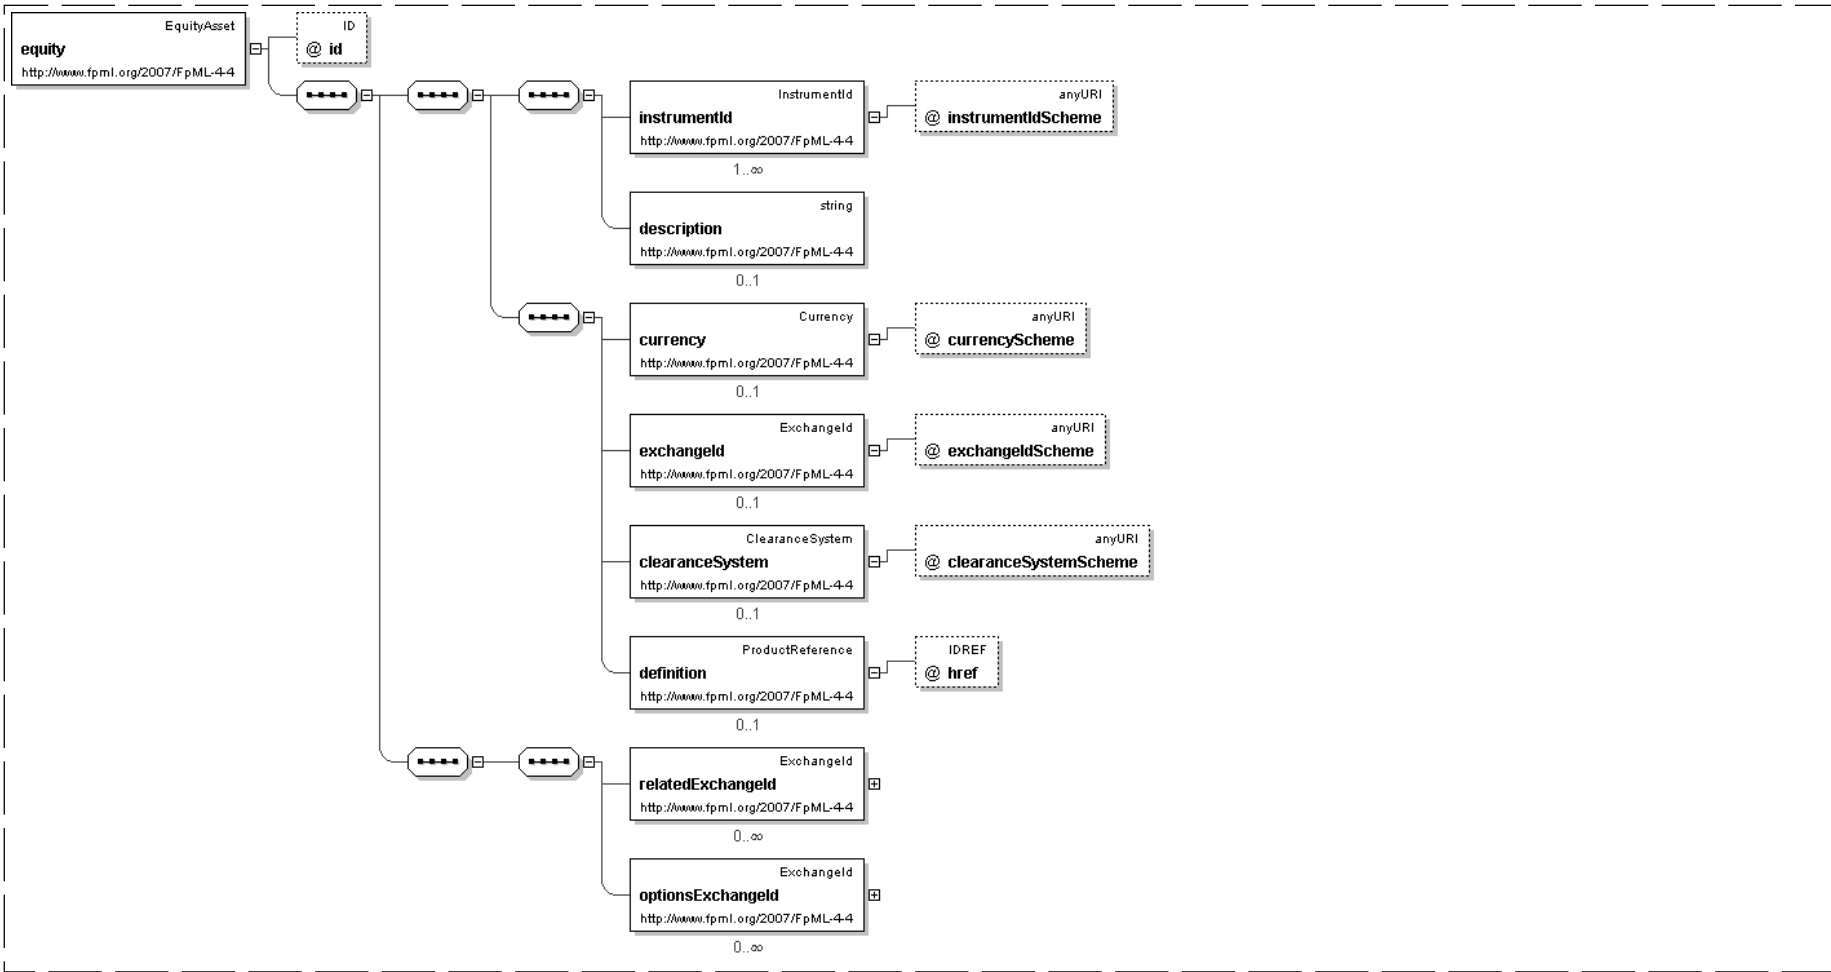 EquityAsset
equity
http://www.fpml.org/2007/FpML-4-4
ID
@ id
InstrumentId
instrumentId
http://www.fpml.org/2007/FpML-4-4
1..∞
anyURI
@ instrumentIdScheme
string
description
http://www.fpml.org/2007/FpML-4-4
0..1
Currency
currency
http://www.fpml.org/2007/FpML-4-4
0..1
anyURI
@ currencyScheme
ExchangeId
exchangeId
http://www.fpml.org/2007/FpML-4-4
0..1
anyURI
@ exchangeIdScheme
ClearanceSystem
clearanceSystem
http://www.fpml.org/2007/FpML-4-4
0..1
anyURI
@ clearanceSystemScheme
ProductReference
definition
http://www.fpml.org/2007/FpML-4-4
0..1
IDREF
@ href
ExchangeId
relatedExchangeId
http://www.fpml.org/2007/FpML-4-4
0..∞
ExchangeId
optionsExchangeId
http://www.fpml.org/2007/FpML-4-4
0..∞